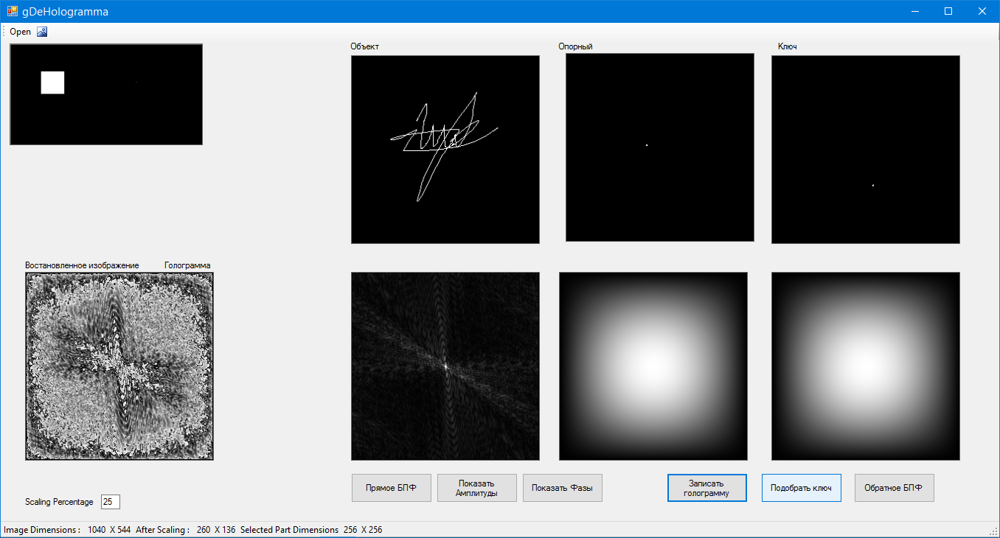 gDeHologramma
Open
Объект
Опорный
Ключ
Востановленное изображение
Голограмма
Прямое БПФ
Показать
Амплитуды
Показать Фазы
Записать
голограмму
Подобрать ключ
Обратное БПФ
Scaling Percentage 25
Image Dimensions : 1040 X 544 After Scaling : 260 X 136 Selected Part Dimensions 256 X 256